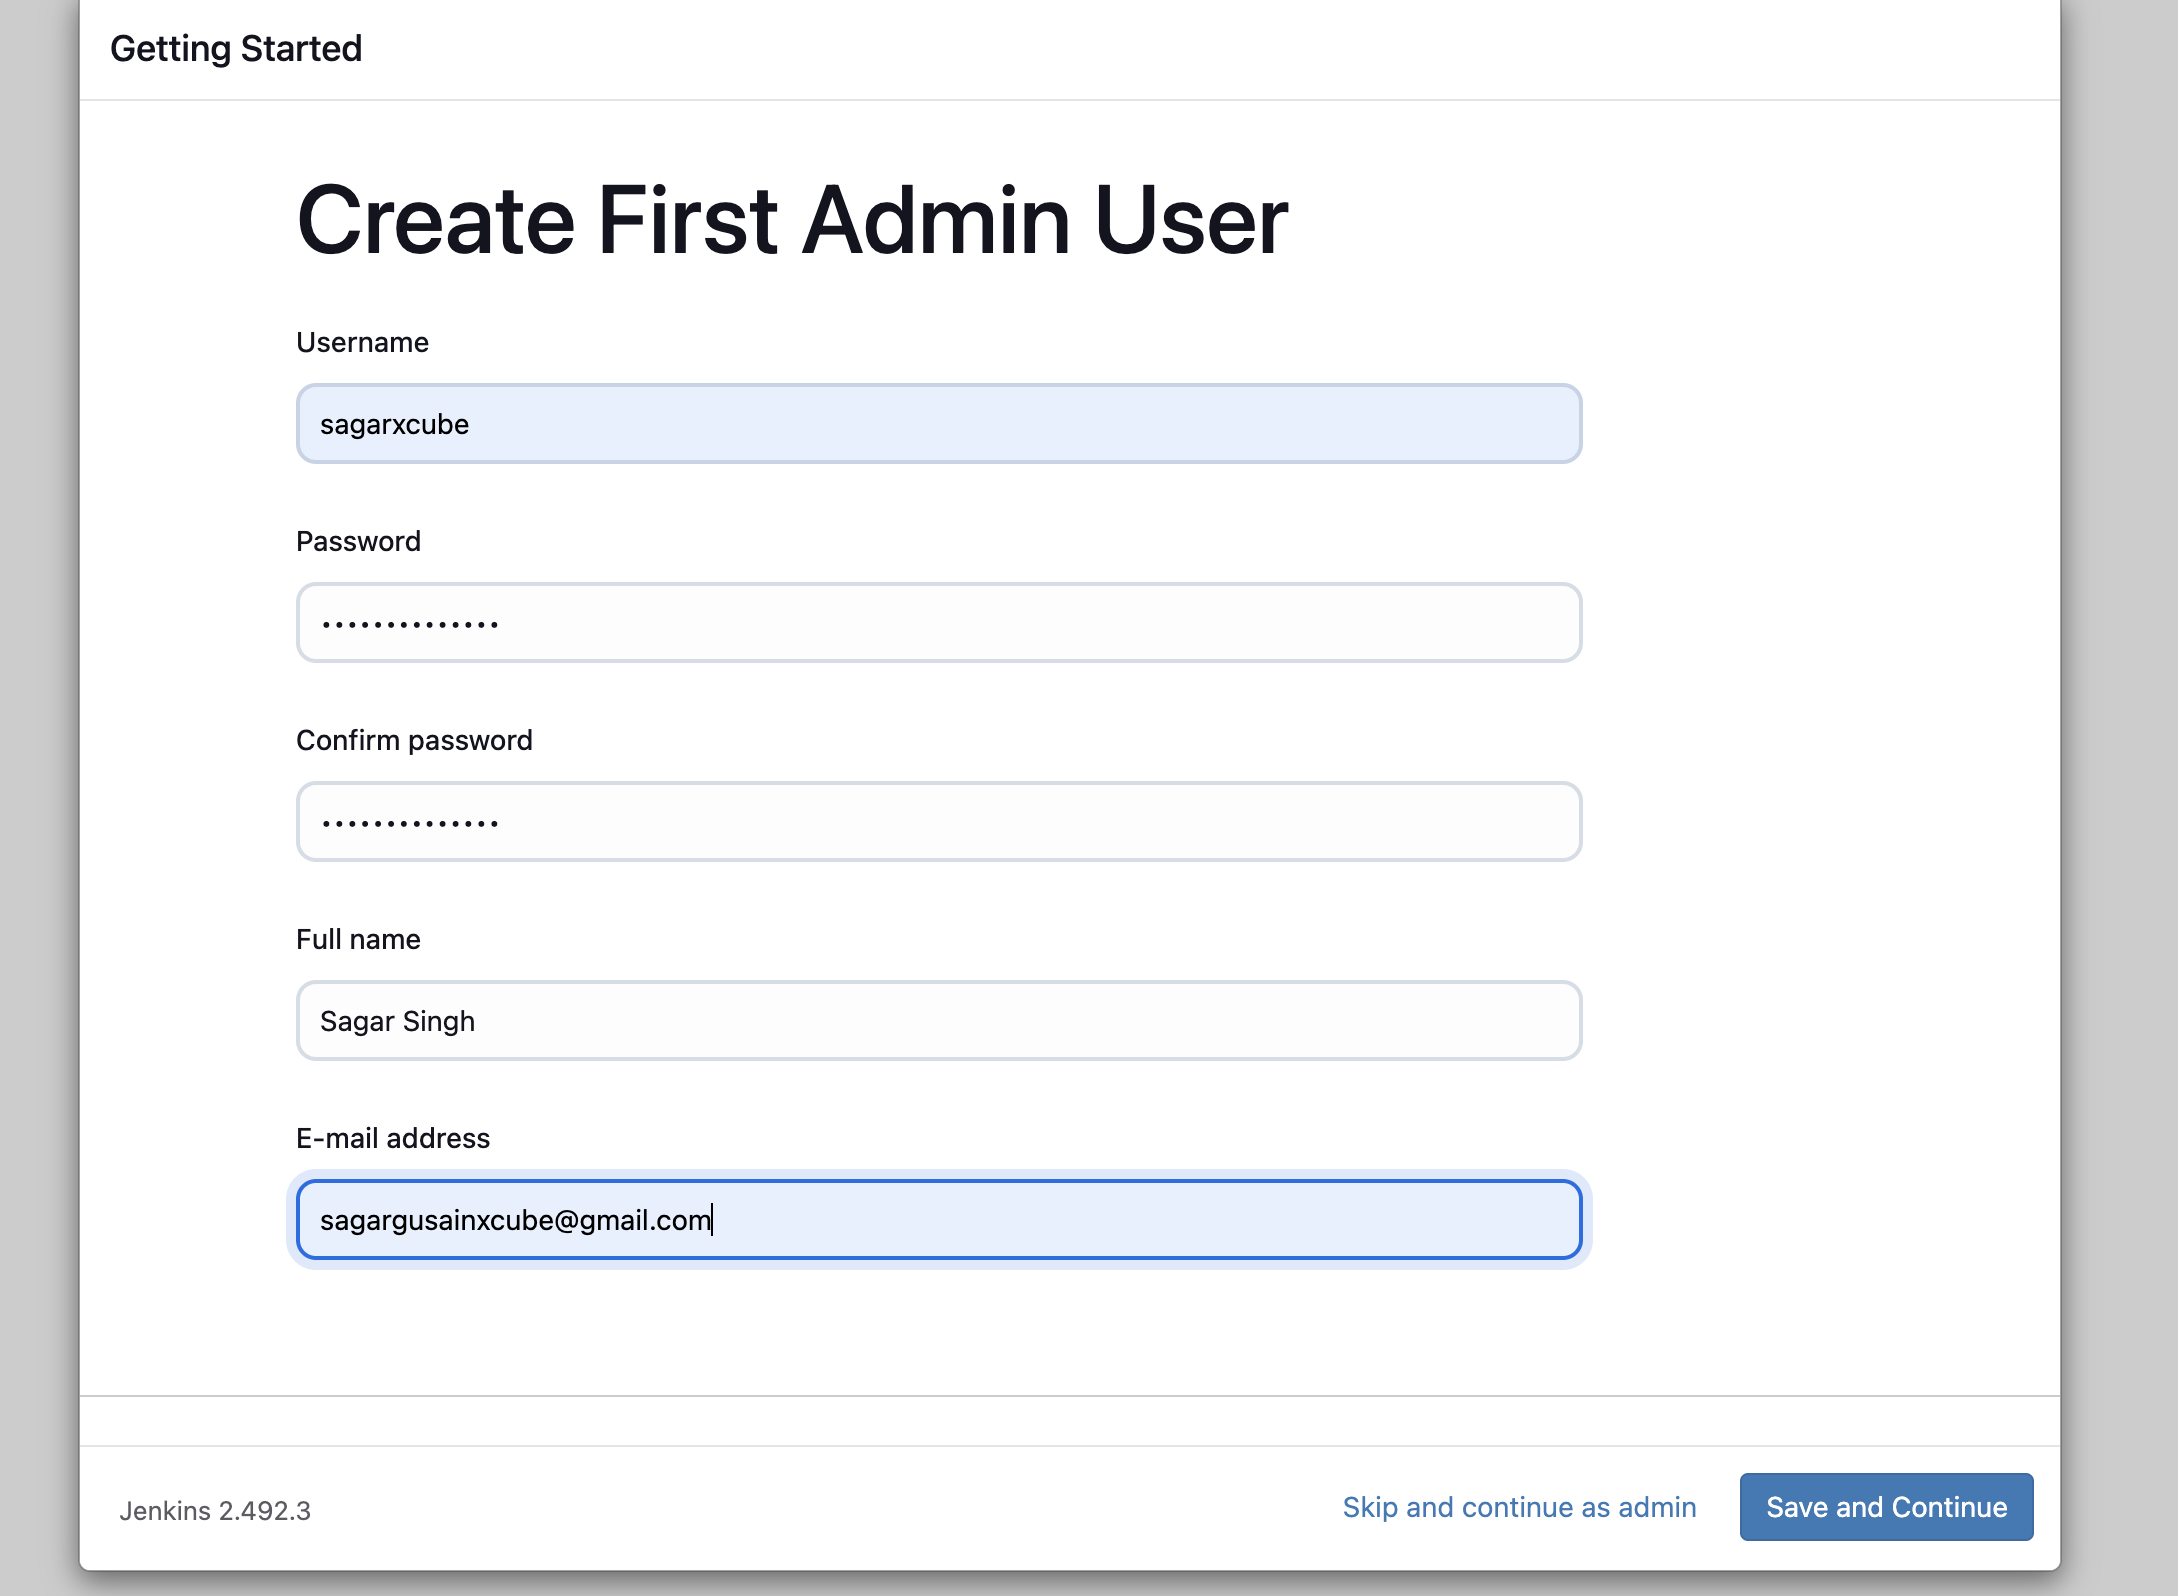 Getting Started
Create First Admin User
Username
sagarxcube
Password
••••••••••••••
Confirm password
••••••••••••••
Full name
Sagar Singh
E-mail address
sagargusainxcube@gmail.com
Jenkins 2.492.3
Skip and continue as admin
Save and Continue